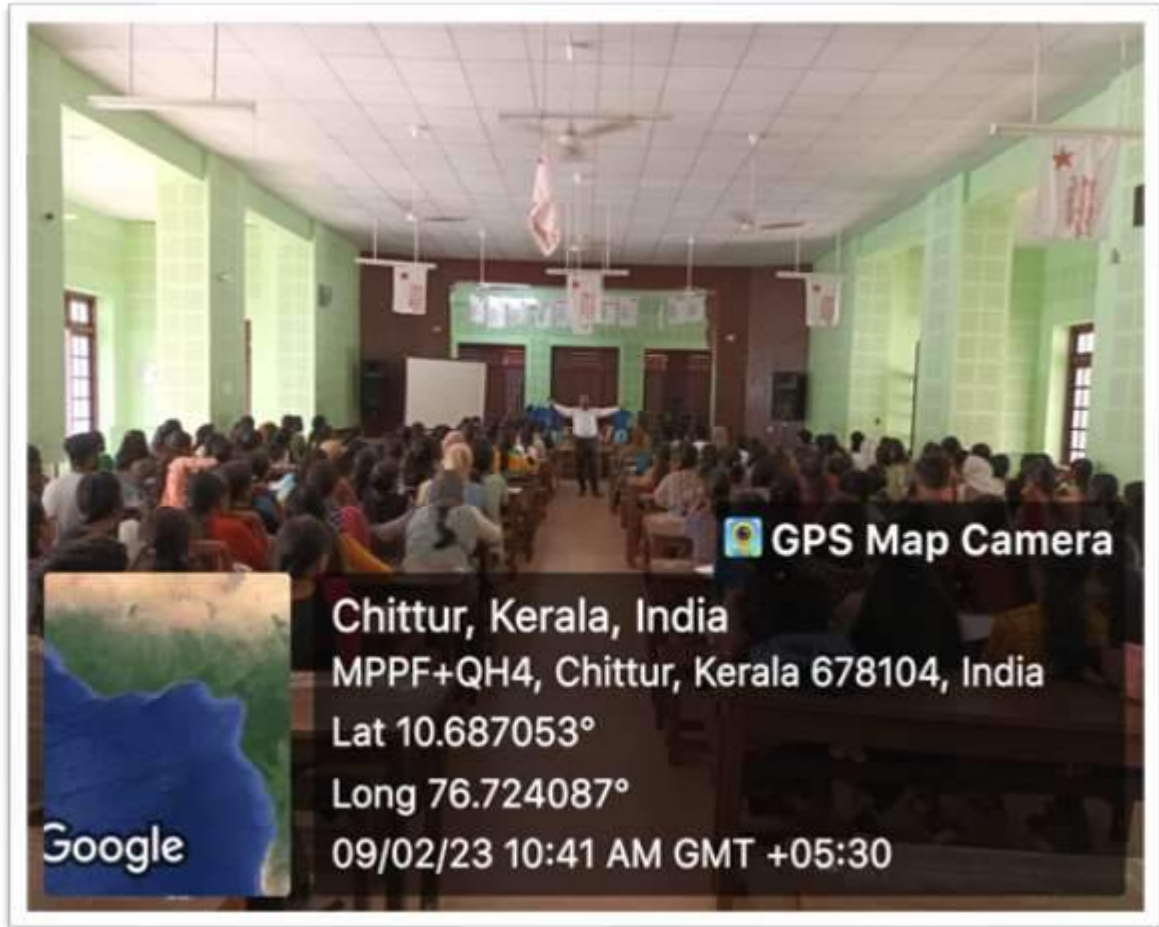 GPS Map Camera
Chittur, Kerala, India
MPPF+QH4, Chittur, Kerala 678104, India
Lat 10.687053°
Long 76.724087°
Google
09/02/23 10:41 AM GMT +05:30